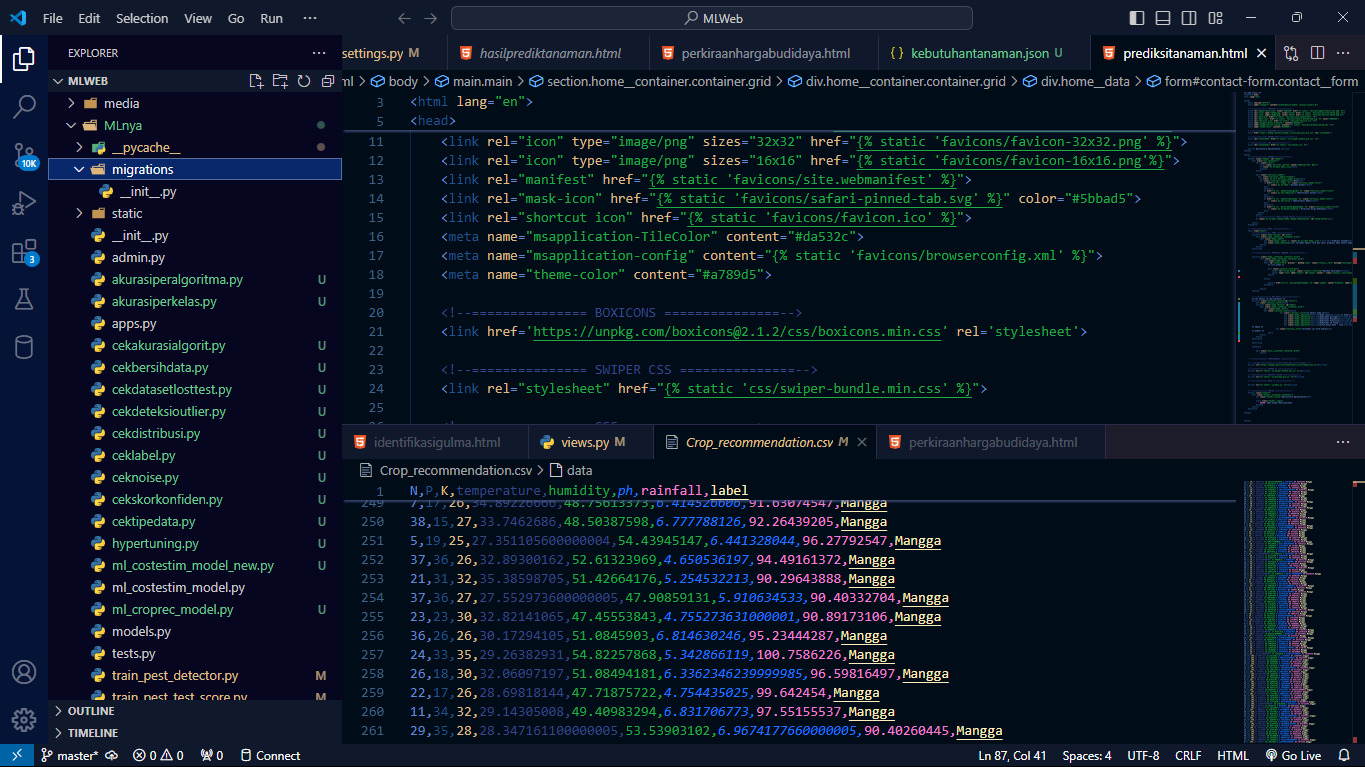 File Edit Selection View Go Run ··· MLWeb
EXPLORER ···
MLWEB
media
MLnya
__pycache__
migrations
__init__.py
static
__init__.py
admin.py
akurasiperalgoritma.py U
akurasiperkelas.py U
apps.py
cekakurasialgorit.py U
cekbersihdata.py U
cekdatasetlosttest.py U
cekdeteksioutlier.py U
cekdistribusi.py U
ceklabel.py U
ceknoise.py U
cekskorkonfiden.py U
cektipedata.py U
hypertuning.py U
ml_costestim_model_new.py U
ml_costestim_model.py
ml_croprec_model.py U
models.py
tests.py
train_pest_detector.py M
train_pest_test_score.py M
OUTLINE
TIMELINE
10K
3
settings.py M hasilprediktanaman.html perkiraanhargabudidaya.html {} kebutuhantanaman.json U prediksitanaman.html
ml > body > main.main > section.home__container.container.grid > div.home__container.container.grid > div.home__data > form#contact-form.contact__form
3 <html lang="en">
5 <head>
11 <link rel="icon" type="image/png" sizes="32x32" href="{% static 'favicons/favicon-32x32.png' %}">
12 <link rel="icon" type="image/png" sizes="16x16" href="{% static 'favicons/favicon-16x16.png'%}">
13 <link rel="manifest" href="{% static 'favicons/site.webmanifest' %}">
14 <link rel="mask-icon" href="{% static 'favicons/safari-pinned-tab.svg' %}" color="#5bbad5">
15 <link rel="shortcut icon" href="{% static 'favicons/favicon.ico' %}">
16 <meta name="msapplication-TileColor" content="#da532c">
17 <meta name="msapplication-config" content="{% static 'favicons/browserconfig.xml' %}">
18 <meta name="theme-color" content="#a789d5">
19
20 <!--=============== BOXICONS ===============-->
21 <link href='https://unpkg.com/boxicons@2.1.2/css/boxicons.min.css' rel='stylesheet'>
22
23 <!--=============== SWIPER CSS ===============-->
24 <link rel="stylesheet" href="{% static 'css/swiper-bundle.min.css' %}">
25
identifikasigulma.html views.py M Crop_recommendation.csv M perkiraanhargabudidaya.html ···
Crop_recommendation.csv > data
1 N,P,K,temperature,humidity,ph,rainfall,label
249 7,17,26,34.89220606,48.75613373,6.414526606,91.63074547,Mangga
250 38,15,27,33.7462686,48.50387598,6.777788126,92.26439205,Mangga
251 5,19,25,27.351105600000004,54.43945147,6.441328044,96.27792547,Mangga
252 37,36,26,32.89300162,52.61323969,4.650536197,94.49161372,Mangga
253 21,31,32,35.38598705,51.42664176,5.254532213,90.29643888,Mangga
254 37,36,27,27.552973600000005,47.90859131,5.910634533,90.40332704,Mangga
255 23,23,30,32.82141065,47.45553843,4.755273631000001,90.89173106,Mangga
256 36,26,26,30.17294105,51.0845903,6.814630246,95.23444287,Mangga
257 24,33,35,29.26382931,54.82257868,5.342866119,100.7586226,Mangga
258 26,18,30,32.06097197,51.08494181,6.3362346239999985,96.59816497,Mangga
259 22,17,26,28.69818144,47.71875722,4.754435025,99.642454,Mangga
260 11,34,32,29.14305008,49.40983294,6.831706773,97.55155537,Mangga
261 29,35,28,28.347161100000005,53.53903102,6.9674177660000005,90.40260445,Mangga
master* 0 0 0 Connect Ln 87, Col 41 Spaces: 4 UTF-8 CRLF HTML Go Live